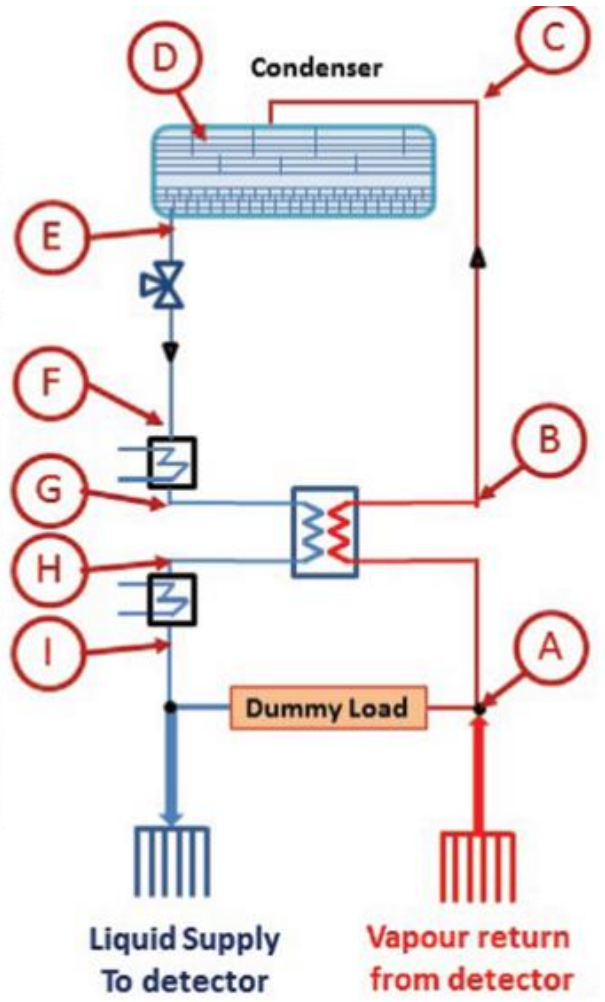 D
Condenser
C
E
F
B
G
H
I
A
Dummy Load
Liquid Supply
To detector
Vapour return
from detector